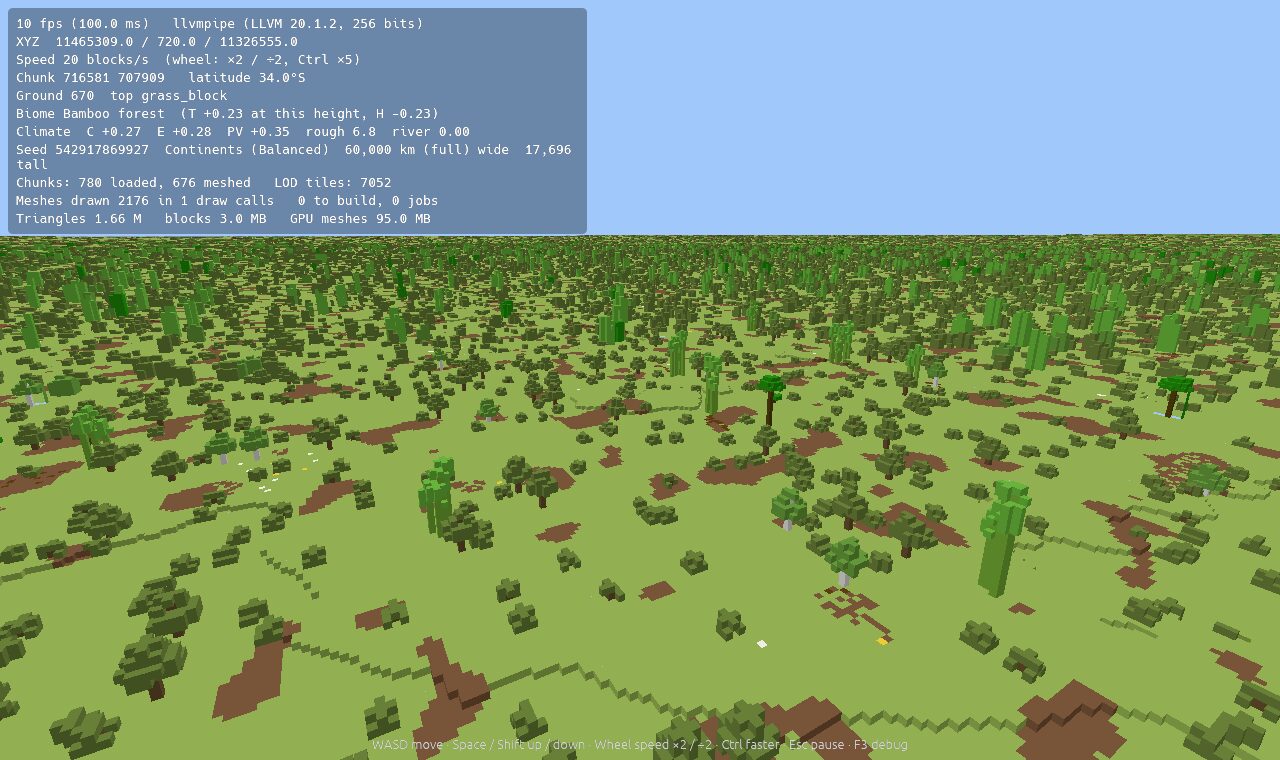 10 fps (100.0 ms)   llvmpipe (LLVM 20.1.2, 256 bits)
XYZ  11465309.0 / 720.0 / 11326555.0
Speed 20 blocks/s  (wheel: ×2 / ÷2, Ctrl ×5)
Chunk 716581 707909   latitude 34.0°S
Ground 670  top grass_block
Biome Bamboo forest  (T +0.23 at this height, H -0.23)
Climate  C +0.27  E +0.28  PV +0.35  rough 6.8  river 0.00
Seed 542917869927  Continents (Balanced)  60,000 km (full) wide  17,696
tall
Chunks: 780 loaded, 676 meshed   LOD tiles: 7052
Meshes drawn 2176 in 1 draw calls   0 to build, 0 jobs
Triangles 1.66 M   blocks 3.0 MB   GPU meshes 95.0 MB
WASD move · Space / Shift up / down · Wheel speed ×2 / ÷2 · Ctrl faster · Esc pause · F3 debug